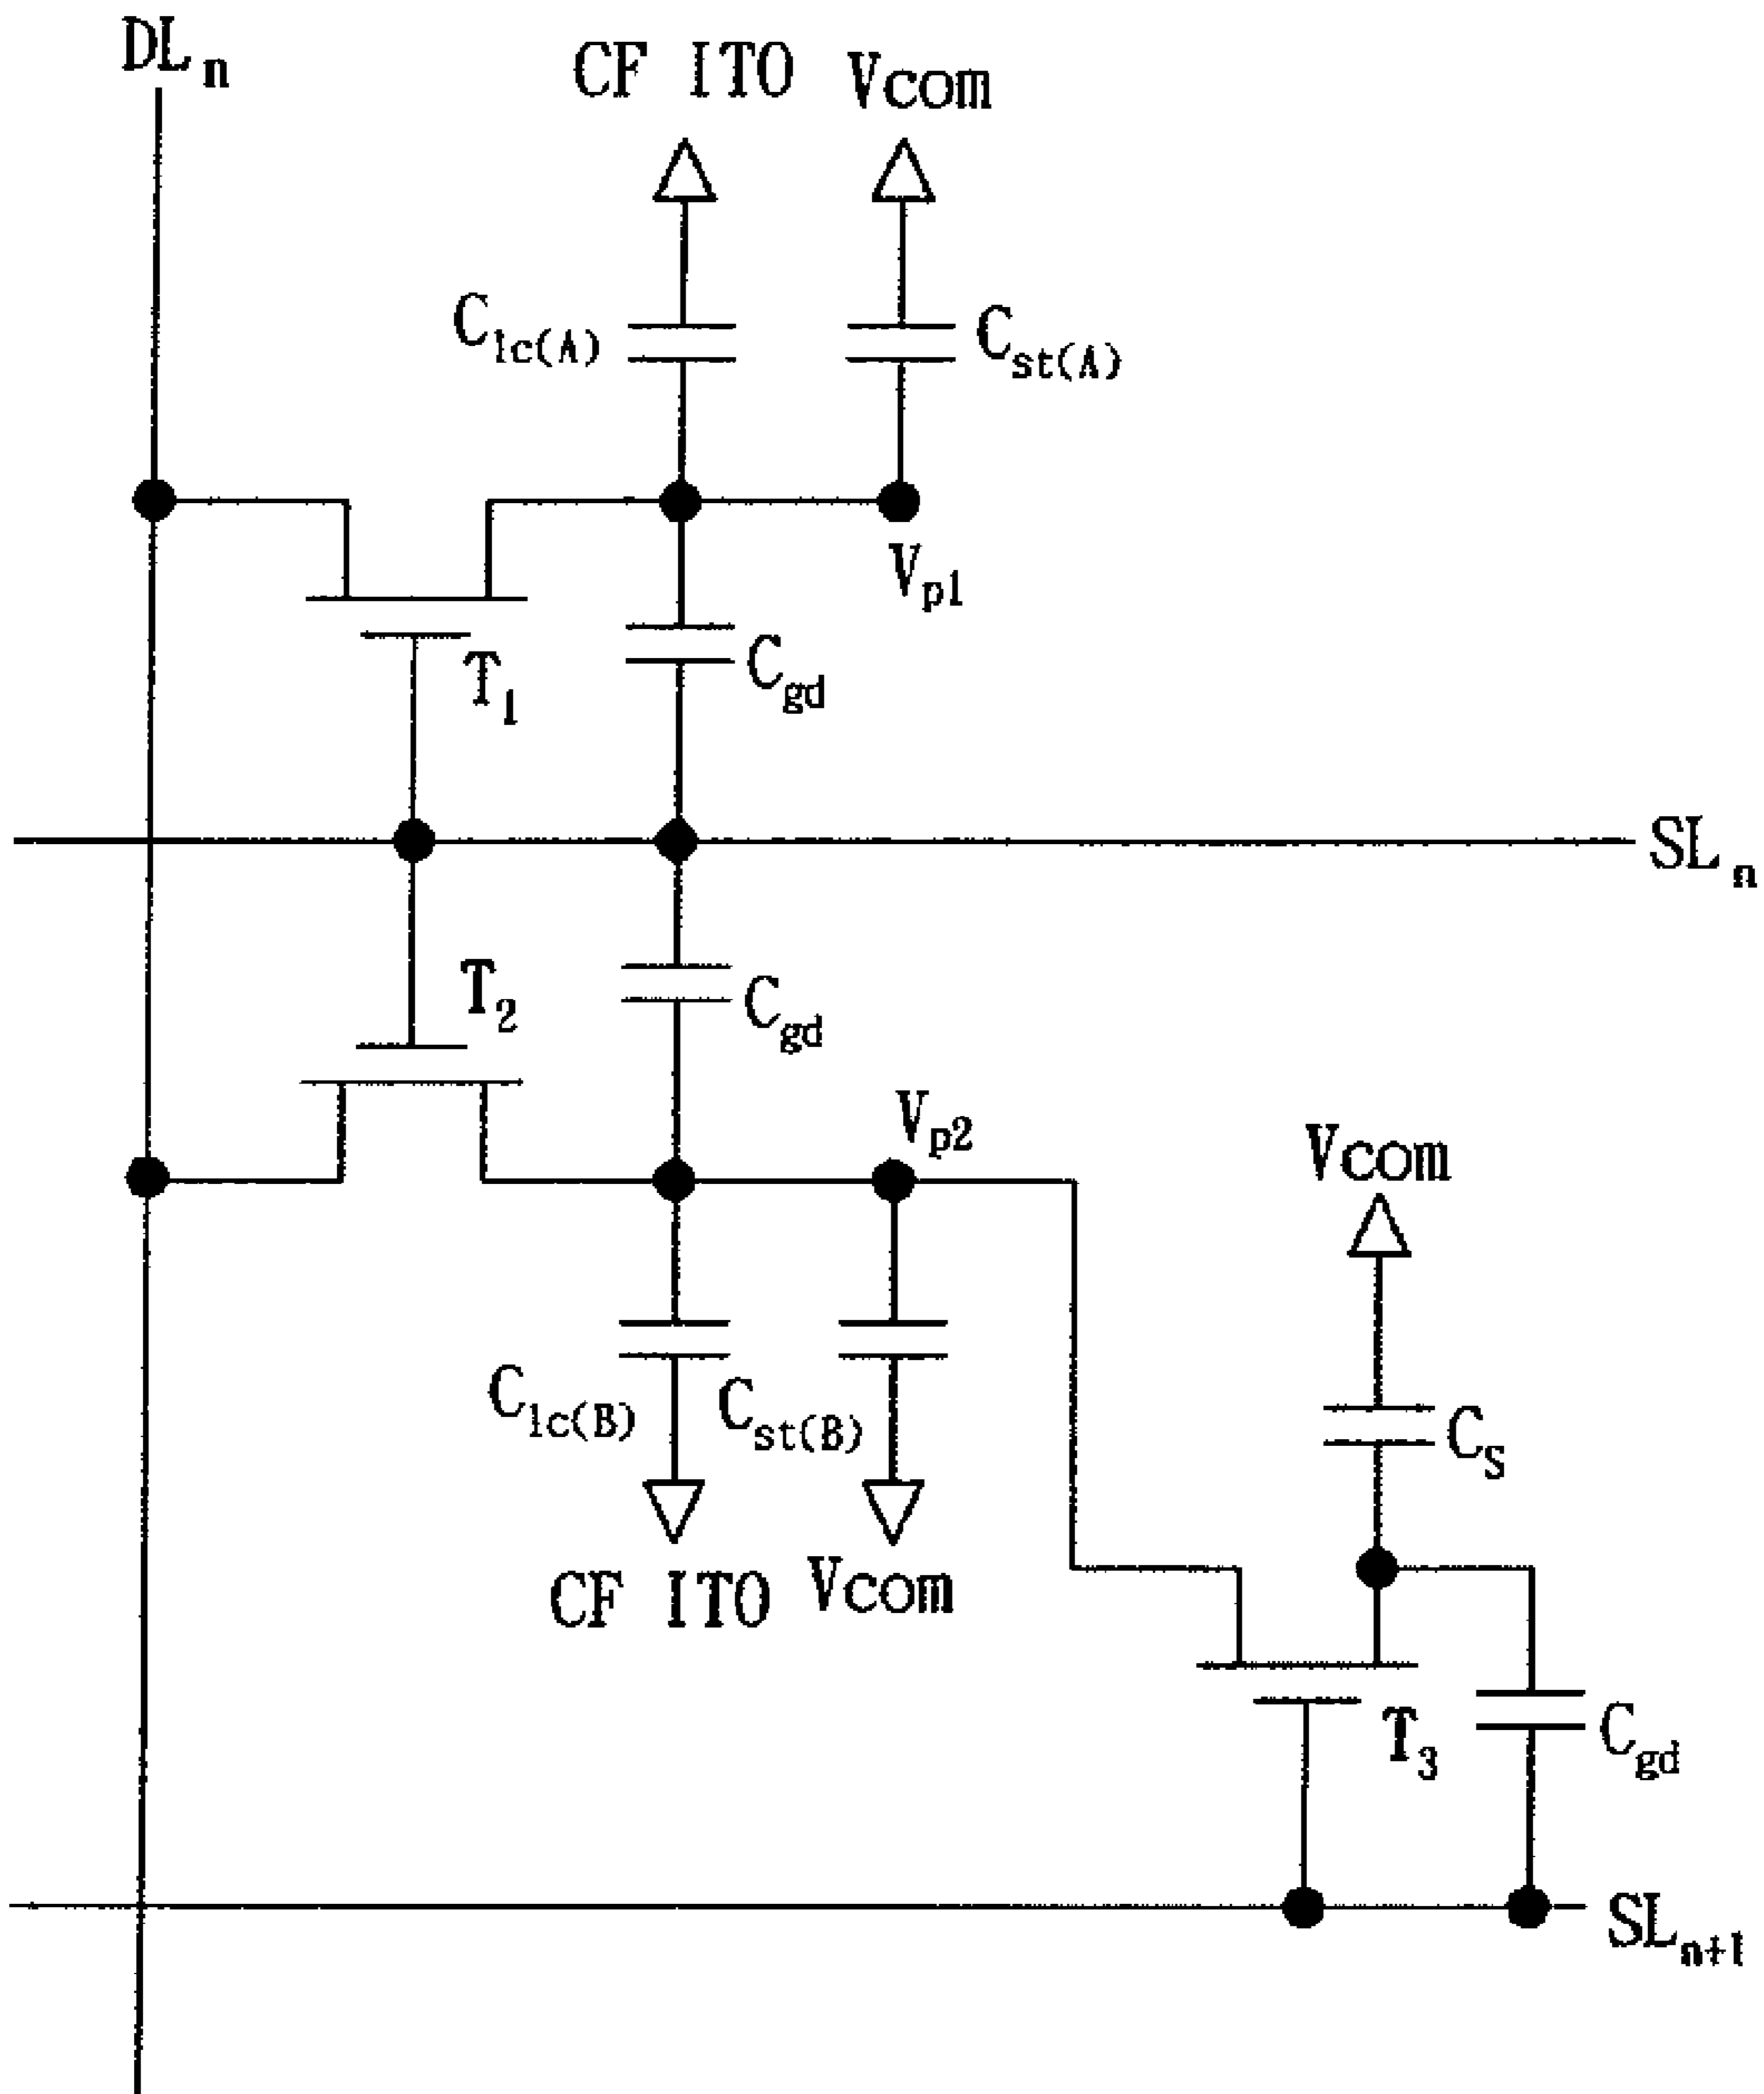 DLn
CF ITO
Vcom
Clc(A)
Cst(A)
Vp1
T1
Cgd
SLn
T2
Cgd
Vp2
Vcom
Clc(B)
Cst(B)
CS
CF ITO
Vcom
T3
Cgd
SLn+1